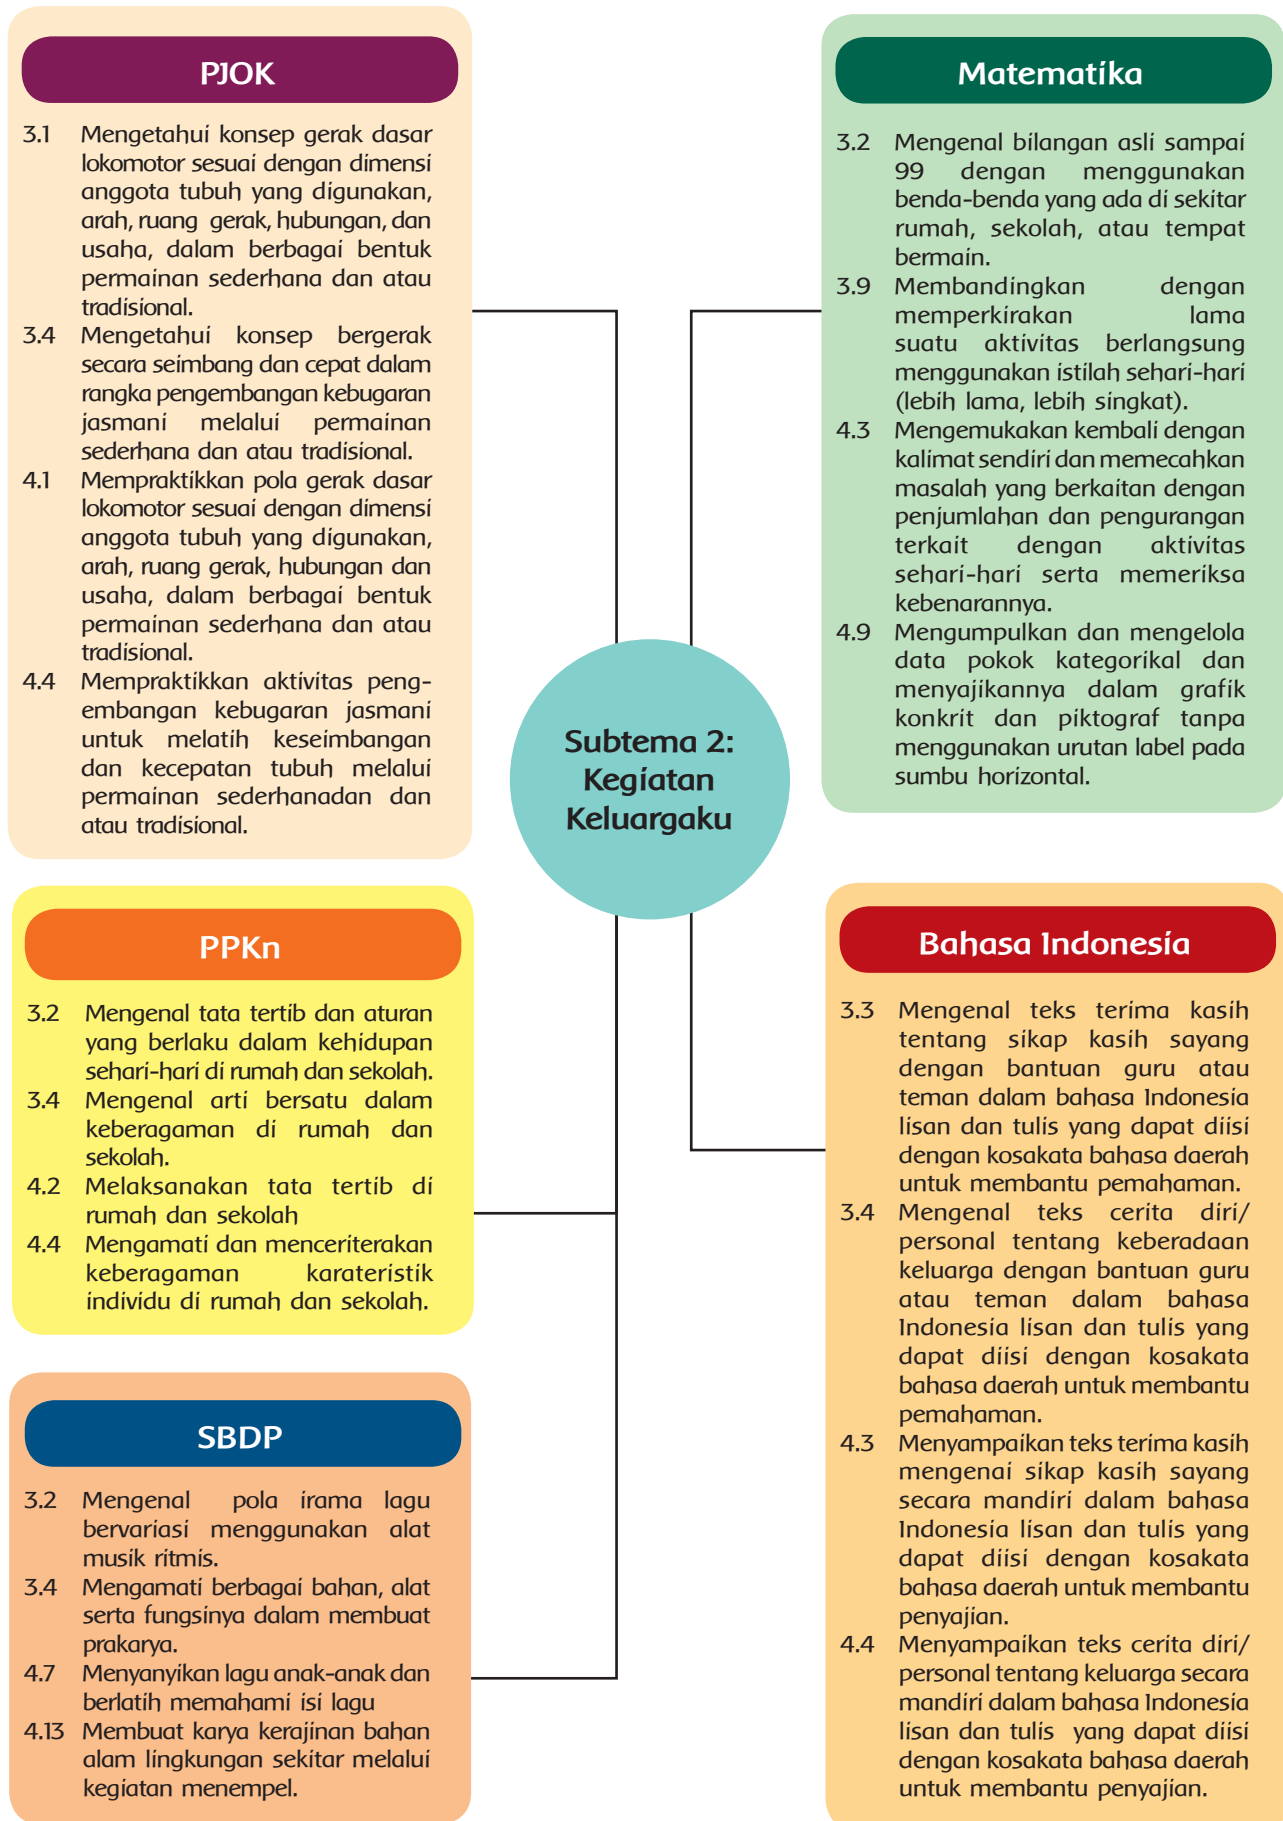 PJOK
3.1 Mengetahui konsep gerak dasar
lokomotor sesuai dengan dimensi
anggota tubuh yang digunakan,
arah, ruang gerak, hubungan, dan
usaha, dalam berbagai bentuk
permainan sederhana dan atau
tradisional.
3.4 Mengetahui konsep bergerak
secara seimbang dan cepat dalam
rangka pengembangan kebugaran
jasmani melalui permainan
sederhana dan atau tradisional.
4.1 Mempraktikkan pola gerak dasar
lokomotor sesuai dengan dimensi
anggota tubuh yang digunakan,
arah, ruang gerak, hubungan dan
usaha, dalam berbagai bentuk
permainan sederhana dan atau
tradisional.
4.4 Mempraktikkan aktivitas peng-
embangan kebugaran jasmani
untuk melatih keseimbangan
dan kecepatan tubuh melalui
permainan sederhanadan dan
atau tradisional.
Matematika
3.2 Mengenal bilangan asli sampai
99 dengan menggunakan
benda-benda yang ada di sekitar
rumah, sekolah, atau tempat
bermain.
3.9 Membandingkan dengan
memperkirakan lama
suatu aktivitas berlangsung
menggunakan istilah sehari-hari
(lebih lama, lebih singkat).
4.3 Mengemukakan kembali dengan
kalimat sendiri dan memecahkan
masalah yang berkaitan dengan
penjumlahan dan pengurangan
terkait dengan aktivitas
sehari-hari serta memeriksa
kebenarannya.
4.9 Mengumpulkan dan mengelola
data pokok kategorikal dan
menyajikannya dalam grafik
konkrit dan piktograf tanpa
menggunakan urutan label pada
sumbu horizontal.
Subtema 2:
Kegiatan
Keluargaku
PPKn
3.2 Mengenal tata tertib dan aturan
yang berlaku dalam kehidupan
sehari-hari di rumah dan sekolah.
3.4 Mengenal arti bersatu dalam
keberagaman di rumah dan
sekolah.
4.2 Melaksanakan tata tertib di
rumah dan sekolah
4.4 Mengamati dan menceriterakan
keberagaman karateristik
individu di rumah dan sekolah.
Bahasa Indonesia
3.3 Mengenal teks terima kasih
tentang sikap kasih sayang
dengan bantuan guru atau
teman dalam bahasa Indonesia
lisan dan tulis yang dapat diisi
dengan kosakata bahasa daerah
untuk membantu pemahaman.
3.4 Mengenal teks cerita diri/
personal tentang keberadaan
keluarga dengan bantuan guru
atau teman dalam bahasa
Indonesia lisan dan tulis yang
dapat diisi dengan kosakata
bahasa daerah untuk membantu
pemahaman.
4.3 Menyampaikan teks terima kasih
mengenai sikap kasih sayang
secara mandiri dalam bahasa
Indonesia lisan dan tulis yang
dapat diisi dengan kosakata
bahasa daerah untuk membantu
penyajian.
4.4 Menyampaikan teks cerita diri/
personal tentang keluarga secara
mandiri dalam bahasa Indonesia
lisan dan tulis yang dapat diisi
dengan kosakata bahasa daerah
untuk membantu penyajian.
SBDP
3.2 Mengenal pola irama lagu
bervariasi menggunakan alat
musik ritmis.
3.4 Mengamati berbagai bahan, alat
serta fungsinya dalam membuat
prakarya.
4.7 Menyanyikan lagu anak-anak dan
berlatih memahami isi lagu
4.13 Membuat karya kerajinan bahan
alam lingkungan sekitar melalui
kegiatan menempel.